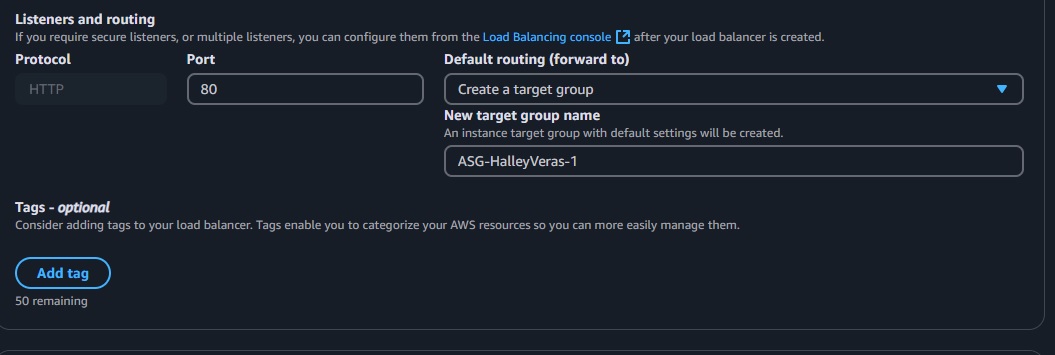 Listeners and routing
If you require secure listeners, or multiple listeners, you can configure them from the Load Balancing console after your load balancer is created.
Protocol
Port
Default routing (forward to)
HTTP
80
Create a target group
New target group name
An instance target group with default settings will be created.
ASG-HalleyVeras-1
Tags - optional
Consider adding tags to your load balancer. Tags enable you to categorize your AWS resources so you can more easily manage them.
Add tag
50 remaining